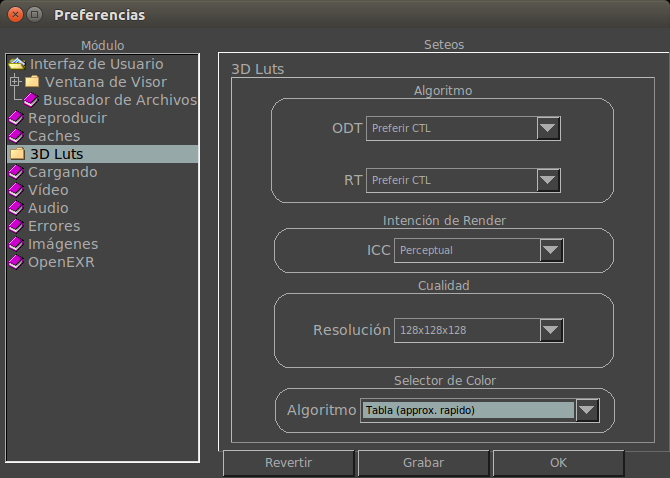 Preferencias
Módulo
Interfaz de Usuario
Ventana de Visor
Buscador de Archivos
Reproducir
Caches
3D Luts
Cargando
Vídeo
Audio
Errores
Imágenes
OpenEXR
Seteos
3D Luts
Algoritmo
ODT Preferir CTL
RT Preferir CTL
Intención de Render
ICC Perceptual
Cualidad
Resolución 128x128x128
Selector de Color
Algoritmo Tabla (approx. rapido)
Revertir Grabar OK